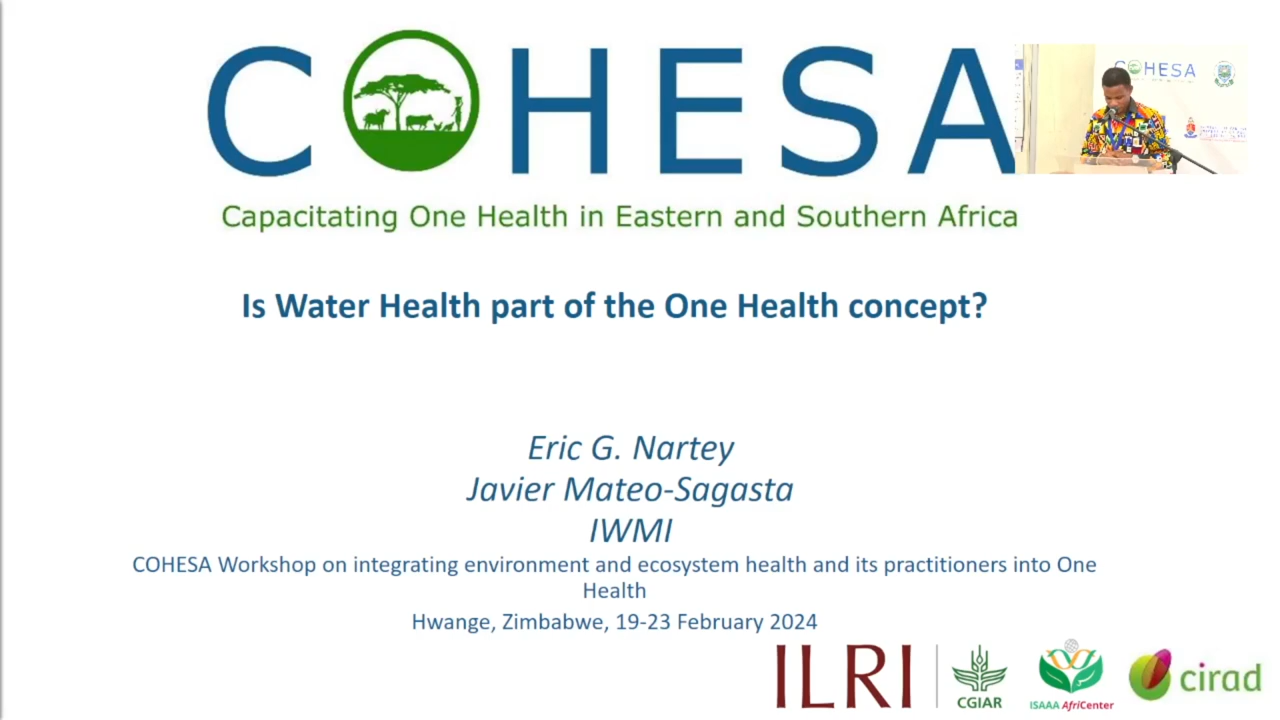 COHESA
Capacitating One Health in Eastern and Southern Africa
COHESA
Is Water Health part of the One Health concept?
Eric G. Nartey
Javier Mateo-Sagasta
IWMI
COHESA Workshop on integrating environment and ecosystem health and its practitioners into One
Health
Hwange, Zimbabwe, 19-23 February 2024
ILRI
CGIAR
ISAAA AfriCenter
cirad